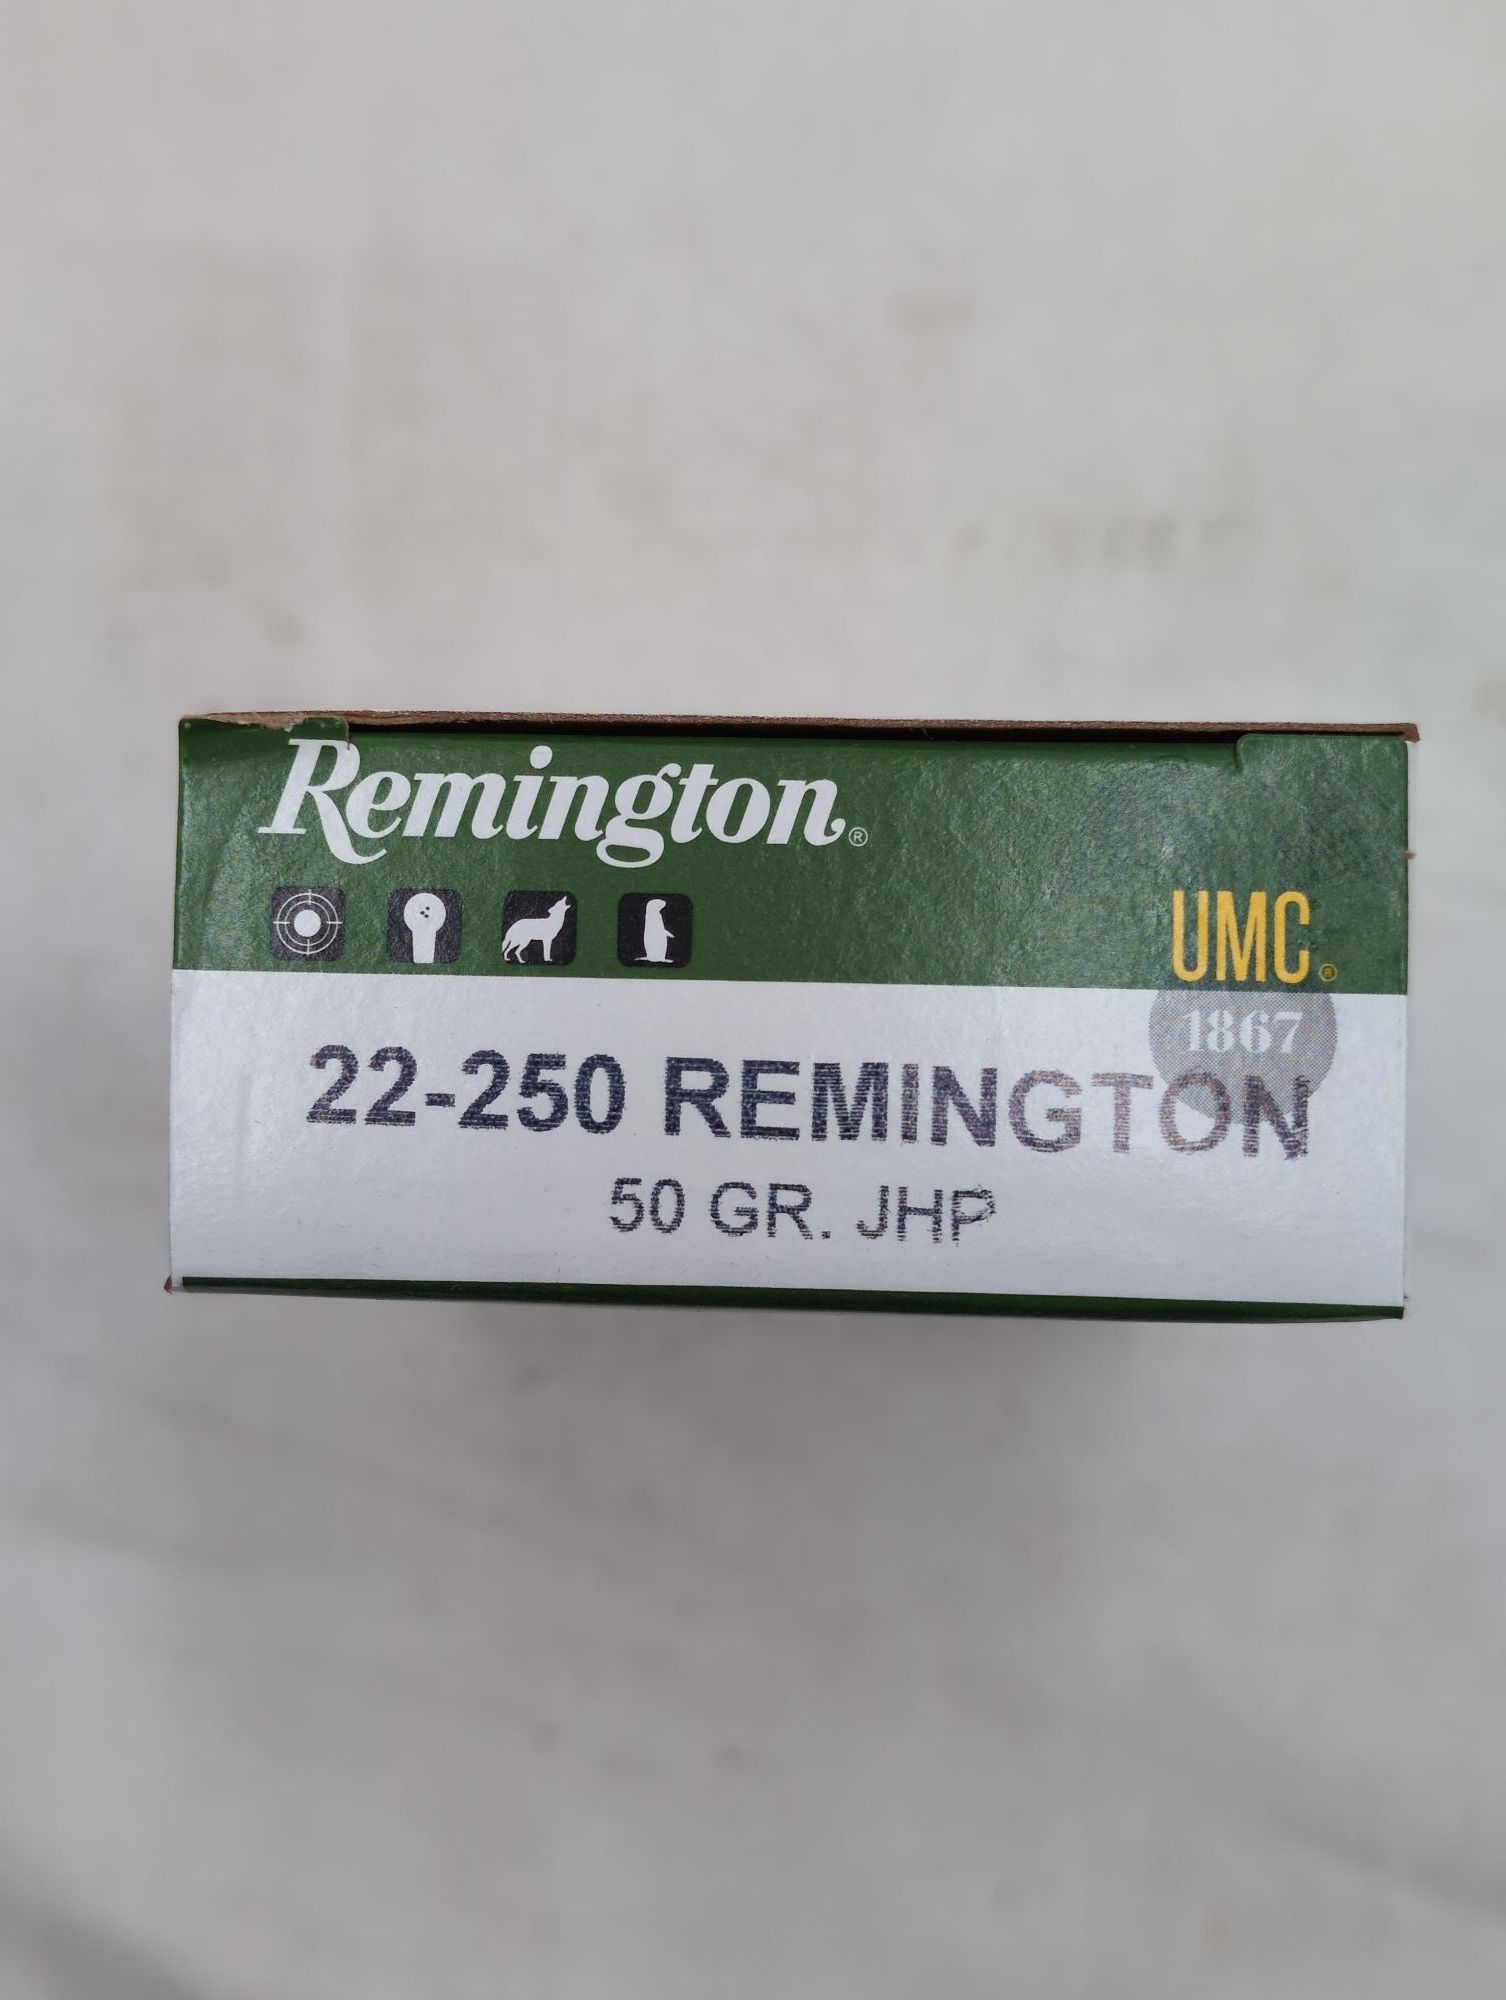 Remington®
UMC®
1867
22-250 REMINGTON
50 GR. JHP